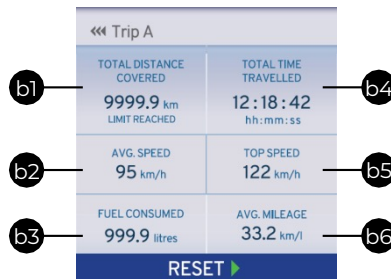 Trip A
b1
TOTAL DISTANCE
COVERED
9999.9 km
LIMIT REACHED
b4
TOTAL TIME
TRAVELLED
12:18:42
hh:mm:ss
b2
AVG. SPEED
95 km/h
b5
TOP SPEED
122 km/h
b3
FUEL CONSUMED
999.9 litres
b6
AVG. MILEAGE
33.2 km/l
RESET